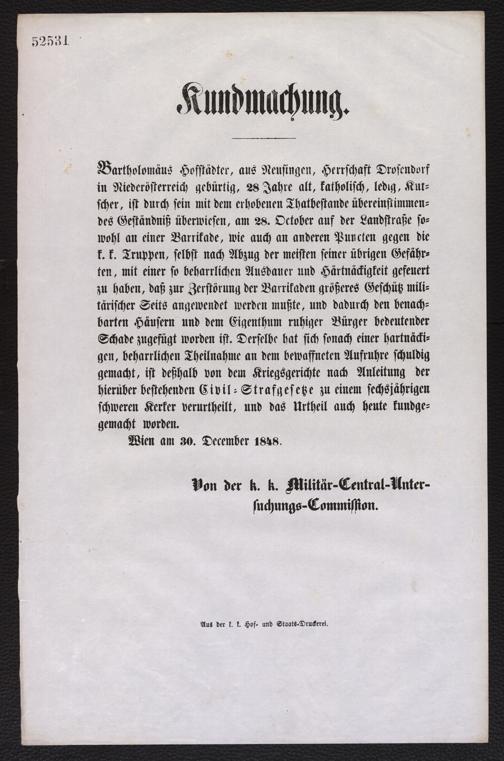 52531
Kundmachung.
Bartholomäus Hofstädter, aus Neusingen, Herrschaft Drosendorf
in Niederösterreich gebürtig, 28 Jahre alt, katholisch, ledig, Kut-
scher, ist durch sein mit dem erhobenen Thatbestande übereinstimmen-
des Geständniß überwiesen, am 28. October auf der Landstraße so-
wohl an einer Barrikade, wie auch an anderen Puncten gegen die
k. k. Truppen, selbst nach Abzug der meisten seiner übrigen Gefähr-
ten, mit einer so beharrlichen Ausdauer und Härtnäckigkeit gefeuert
zu haben, daß zur Zerstörung der Barrikaden größeres Geschütz mili-
tärischer Seits angewendet werden mußte, und dadurch den benach-
barten Häusern und dem Eigenthum ruhiger Bürger bedeutender
Schade zugefügt worden ist. Derselbe hat sich sonach einer hartnäcki-
gen, beharrlichen Theilnahme an dem bewaffneten Aufruhre schuldig
gemacht, ist deßhalb von dem Kriegsgerichte nach Anleitung der
hierüber bestehenden Civil-Strafgesetze zu einem sechsjährigen
schweren Kerker verurtheilt, und das Urtheil auch heute kundge-
gemacht worden.
Wien am 30. December 1848.
Von der k. k. Militär-Central-Unter-
suchungs-Commission.
Aus der k. k. Hof- und Staats-Druckerei.